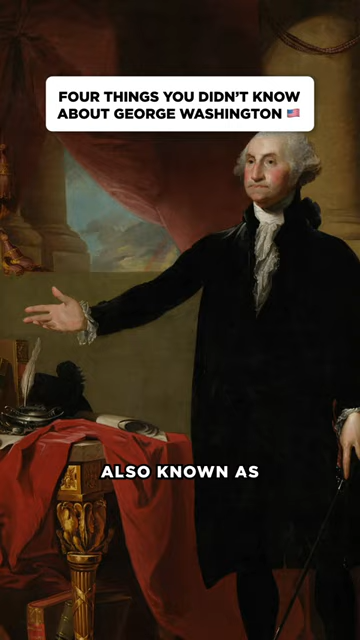 FOUR THINGS YOU DIDN'T KNOW
ABOUT GEORGE WASHINGTON 🇺🇸
ALSO KNOWN AS